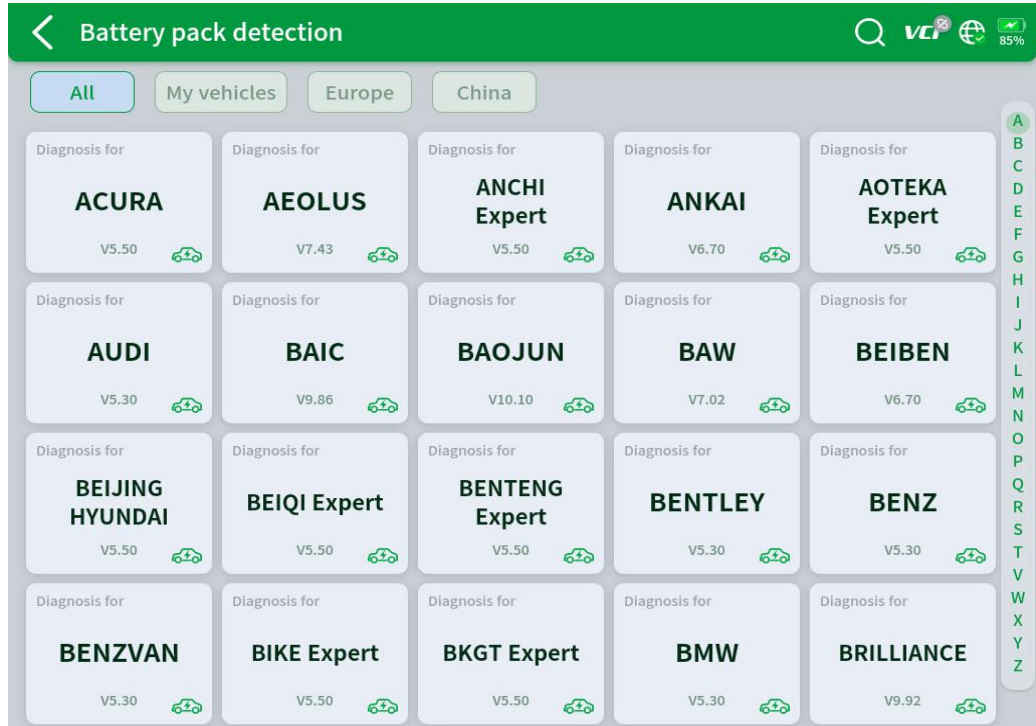 Battery pack detection
VCI
85%
All
My vehicles
Europe
China
Diagnosis for
ACURA
V5.50
Diagnosis for
AEOLUS
V7.43
Diagnosis for
ANCHI
Expert
V5.50
Diagnosis for
ANKAI
V6.70
Diagnosis for
AOTEKA
Expert
V5.50
Diagnosis for
AUDI
V5.30
Diagnosis for
BAIC
V9.86
Diagnosis for
BAOJUN
V10.10
Diagnosis for
BAW
V7.02
Diagnosis for
BEIBEN
V6.70
Diagnosis for
BEIJING
HYUNDAI
V5.50
Diagnosis for
BEIQI Expert
V5.50
Diagnosis for
BENTENG
Expert
V5.50
Diagnosis for
BENTLEY
V5.30
Diagnosis for
BENZ
V5.30
Diagnosis for
BENZVAN
V5.30
Diagnosis for
BIKE Expert
V5.50
Diagnosis for
BKGT Expert
V5.50
Diagnosis for
BMW
V5.30
Diagnosis for
BRILLIANCE
V9.92
A
B
C
D
E
F
G
H
I
J
K
L
M
N
O
P
Q
R
S
T
V
W
X
Y
Z